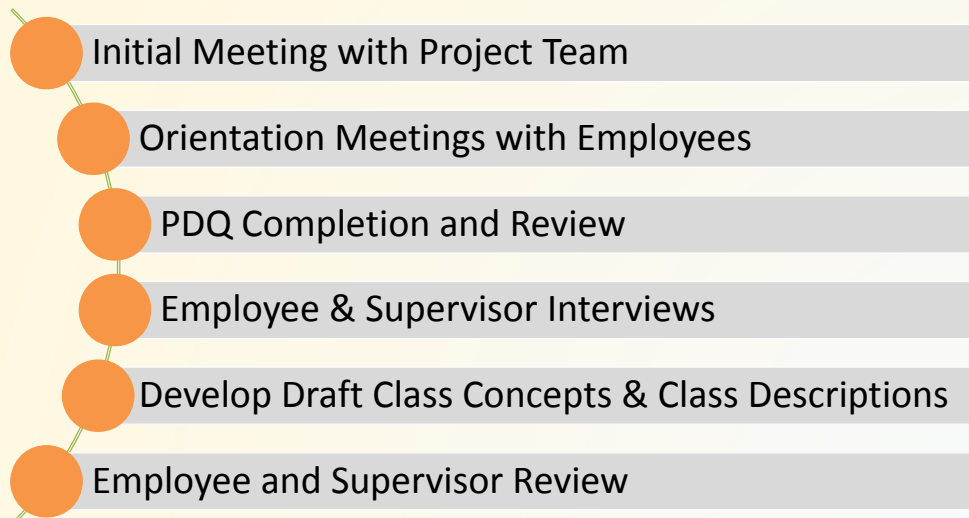 Initial Meeting with Project Team
Orientation Meetings with Employees
PDQ Completion and Review
Employee & Supervisor Interviews
Develop Draft Class Concepts & Class Descriptions
Employee and Supervisor Review